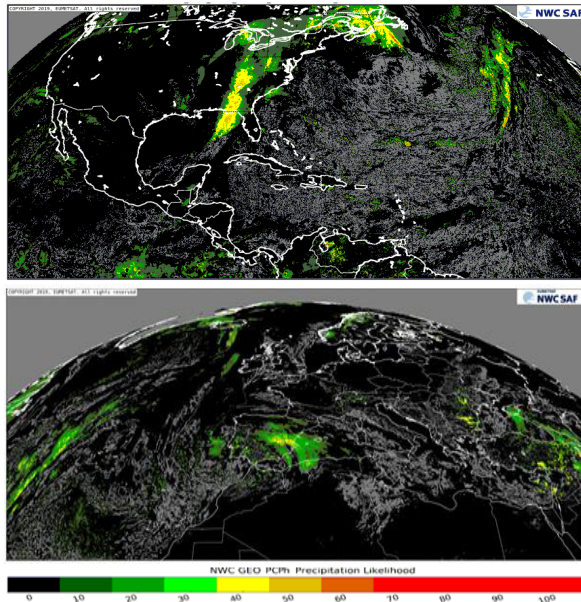 COPYRIGHT 2019, EUMETSAT. All rights reserved
NWC SAF
COPYRIGHT 2019, EUMETSAT. All rights reserved
EUMETSAT
NWC SAF
NWC GEO PCPh Precipitation Likelihood
0 10 20 30 40 50 60 70 80 90 100